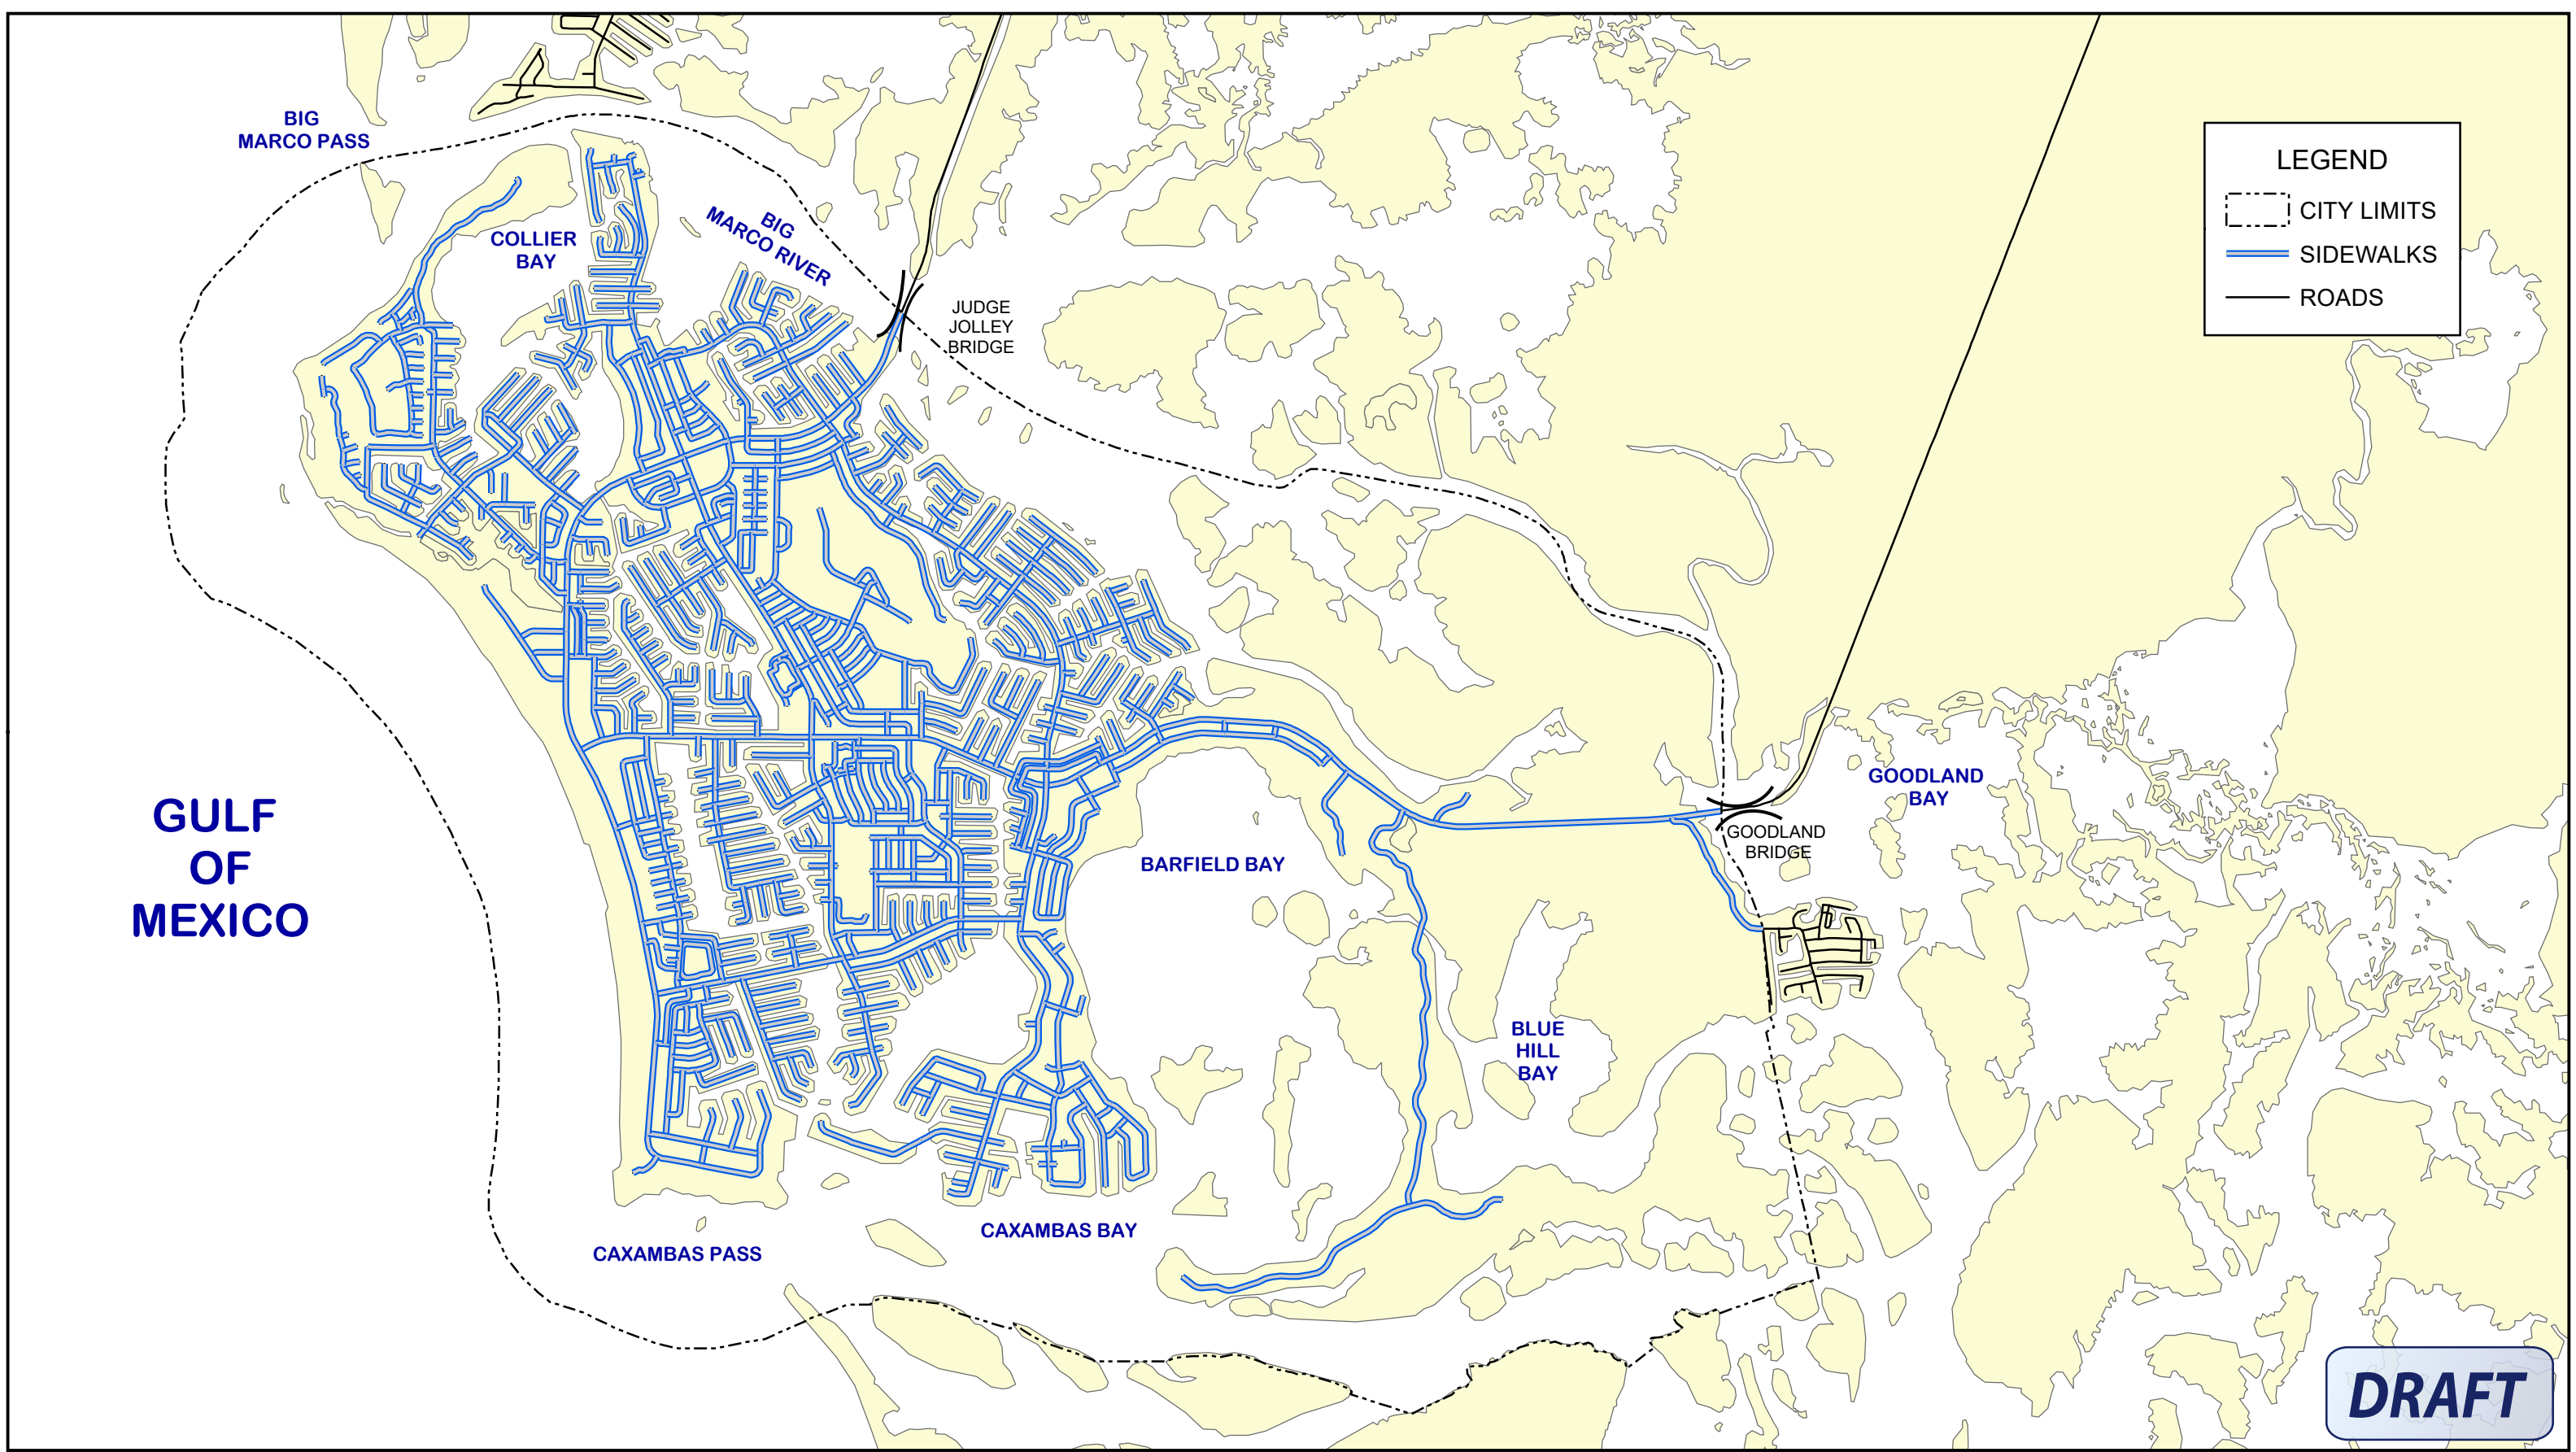 BIG
MARCO PASS
COLLIER
BAY
BIG
MARCO RIVER
JUDGE
JOLLEY
BRIDGE
LEGEND
CITY LIMITS
SIDEWALKS
ROADS
GULF
OF
MEXICO
GOODLAND
BAY
GOODLAND
BRIDGE
BARFIELD BAY
BLUE
HILL
BAY
CAXAMBAS BAY
CAXAMBAS PASS
DRAFT